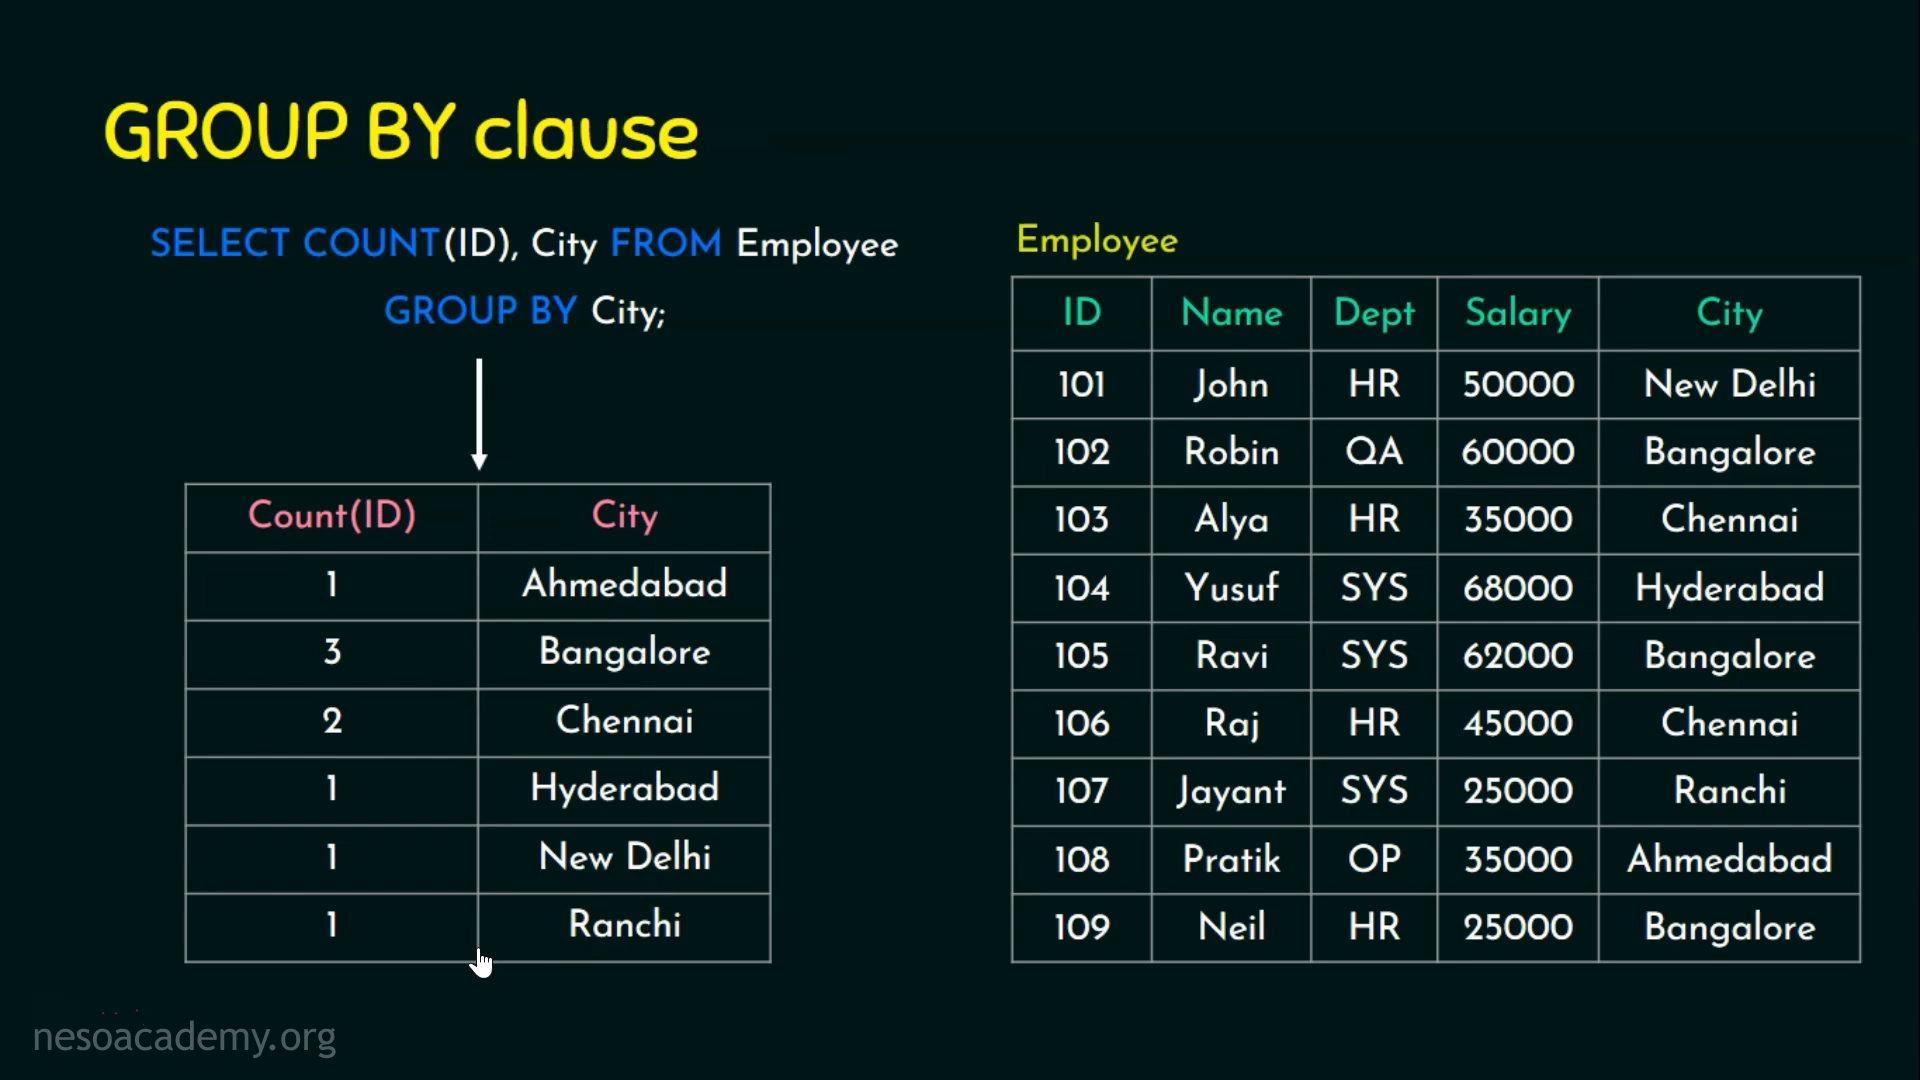 GROUP BY clause
SELECT COUNT(ID), City FROM Employee
GROUP BY City;
Count(ID) City
1 Ahmedabad
3 Bangalore
2 Chennai
1 Hyderabad
1 New Delhi
1 Ranchi
Employee
ID Name Dept Salary City
101 John HR 50000 New Delhi
102 Robin QA 60000 Bangalore
103 Alya HR 35000 Chennai
104 Yusuf SYS 68000 Hyderabad
105 Ravi SYS 62000 Bangalore
106 Raj HR 45000 Chennai
107 Jayant SYS 25000 Ranchi
108 Pratik OP 35000 Ahmedabad
109 Neil HR 25000 Bangalore
nesoacademy.org